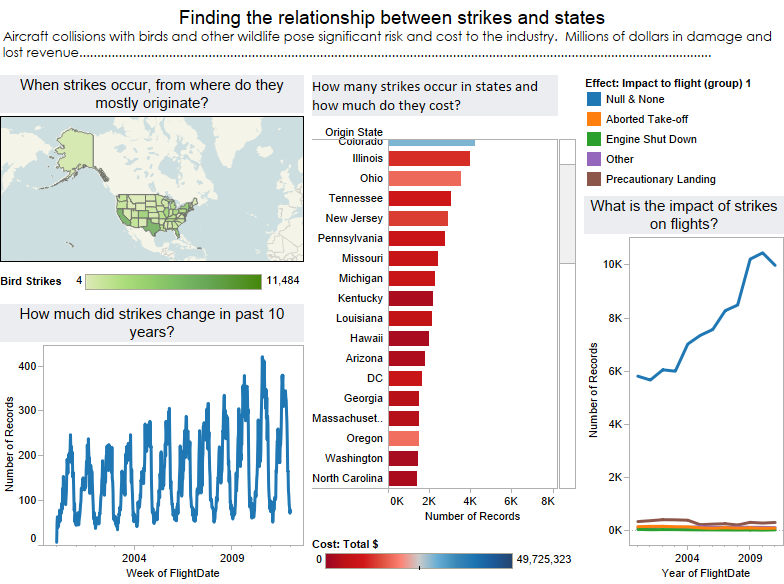 Finding the relationship between strikes and states
Aircraft collisions with birds and other wildlife pose significant risk and cost to the industry.  Millions of dollars in damage and
lost revenue................................................................................................................................................................
When strikes occur, from where do they
mostly originate?
Bird Strikes
4
11,484
How much did strikes change in past 10
years?
Number of Records
400
300
200
100
0
2004
2009
Week of FlightDate
How many strikes occur in states and
how much do they cost?
Origin State
Colorado
Illinois
Ohio
Tennessee
New Jersey
Pennsylvania
Missouri
Michigan
Kentucky
Louisiana
Hawaii
Arizona
DC
Georgia
Massachuset..
Oregon
Washington
North Carolina
0K
2K
4K
6K
8K
Number of Records
Cost: Total $
0
49,725,323
Effect: Impact to flight (group) 1
Null & None
Aborted Take-off
Engine Shut Down
Other
Precautionary Landing
What is the impact of strikes
on flights?
Number of Records
10K
8K
6K
4K
2K
0K
2004
2009
Year of FlightDate